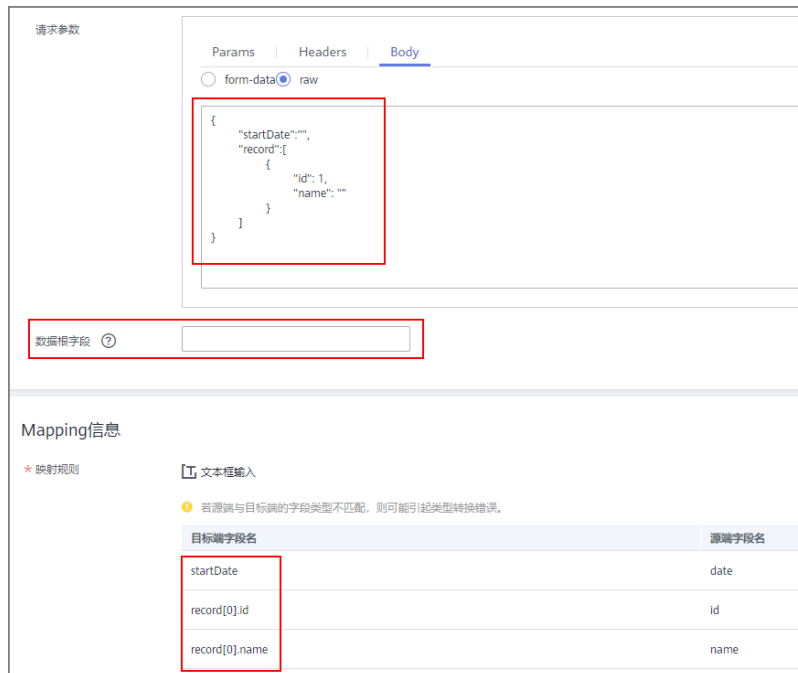 请求参数
Params Headers Body
form-data raw
{
"startDate":"",
"record":[
{
"id": 1,
"name": ""
}
]
}
数据根字段 ?
Mapping信息
* 映射规则 文本框输入
! 若源端与目标端的字段类型不匹配，则可能引起类型转换错误。
目标端字段名 源端字段名
startDate date
record[0].id id
record[0].name name